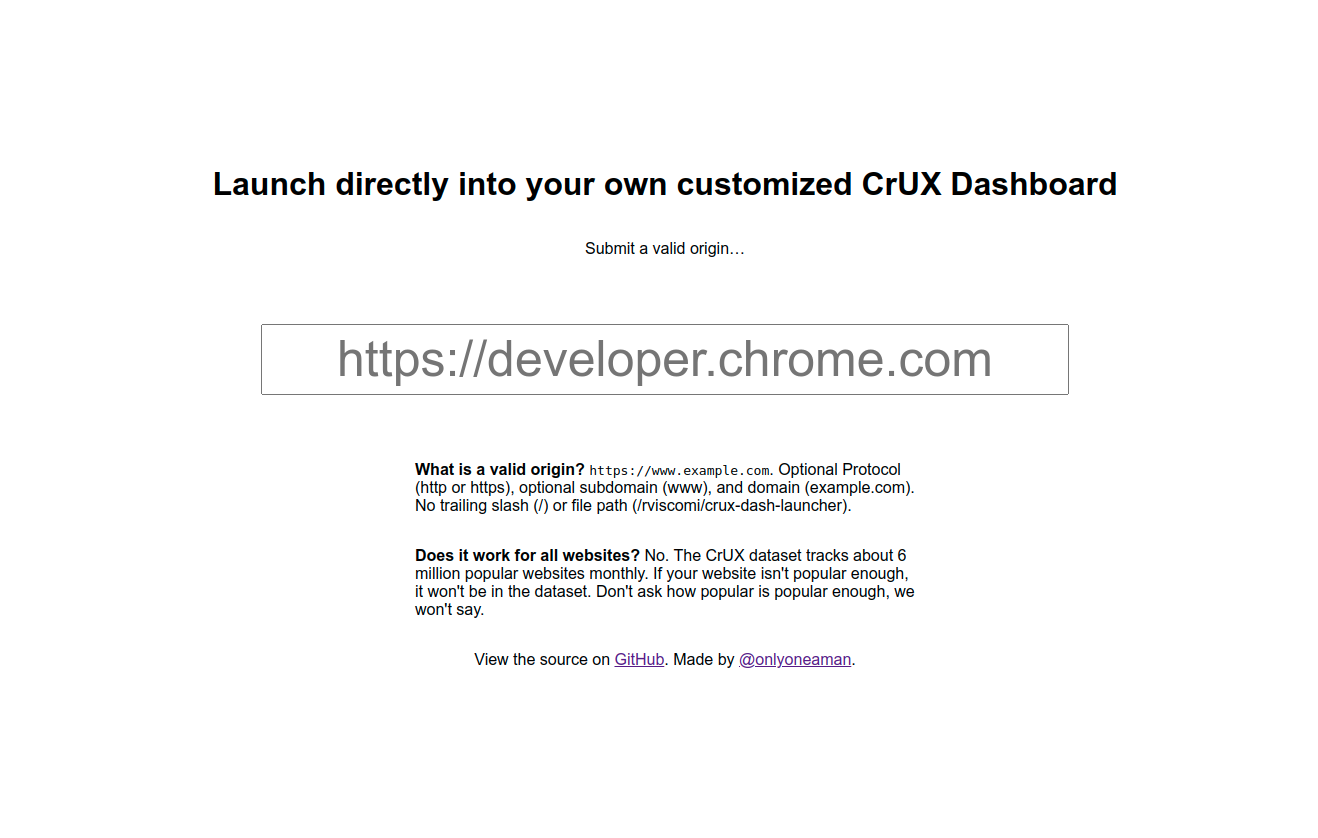 Launch directly into your own customized CrUX Dashboard
Submit a valid origin…
https://developer.chrome.com
What is a valid origin? https://www.example.com. Optional Protocol
(http or https), optional subdomain (www), and domain (example.com).
No trailing slash (/) or file path (/rviscomi/crux-dash-launcher).
Does it work for all websites? No. The CrUX dataset tracks about 6
million popular websites monthly. If your website isn't popular enough,
it won't be in the dataset. Don't ask how popular is popular enough, we
won't say.
View the source on GitHub. Made by @onlyoneaman.